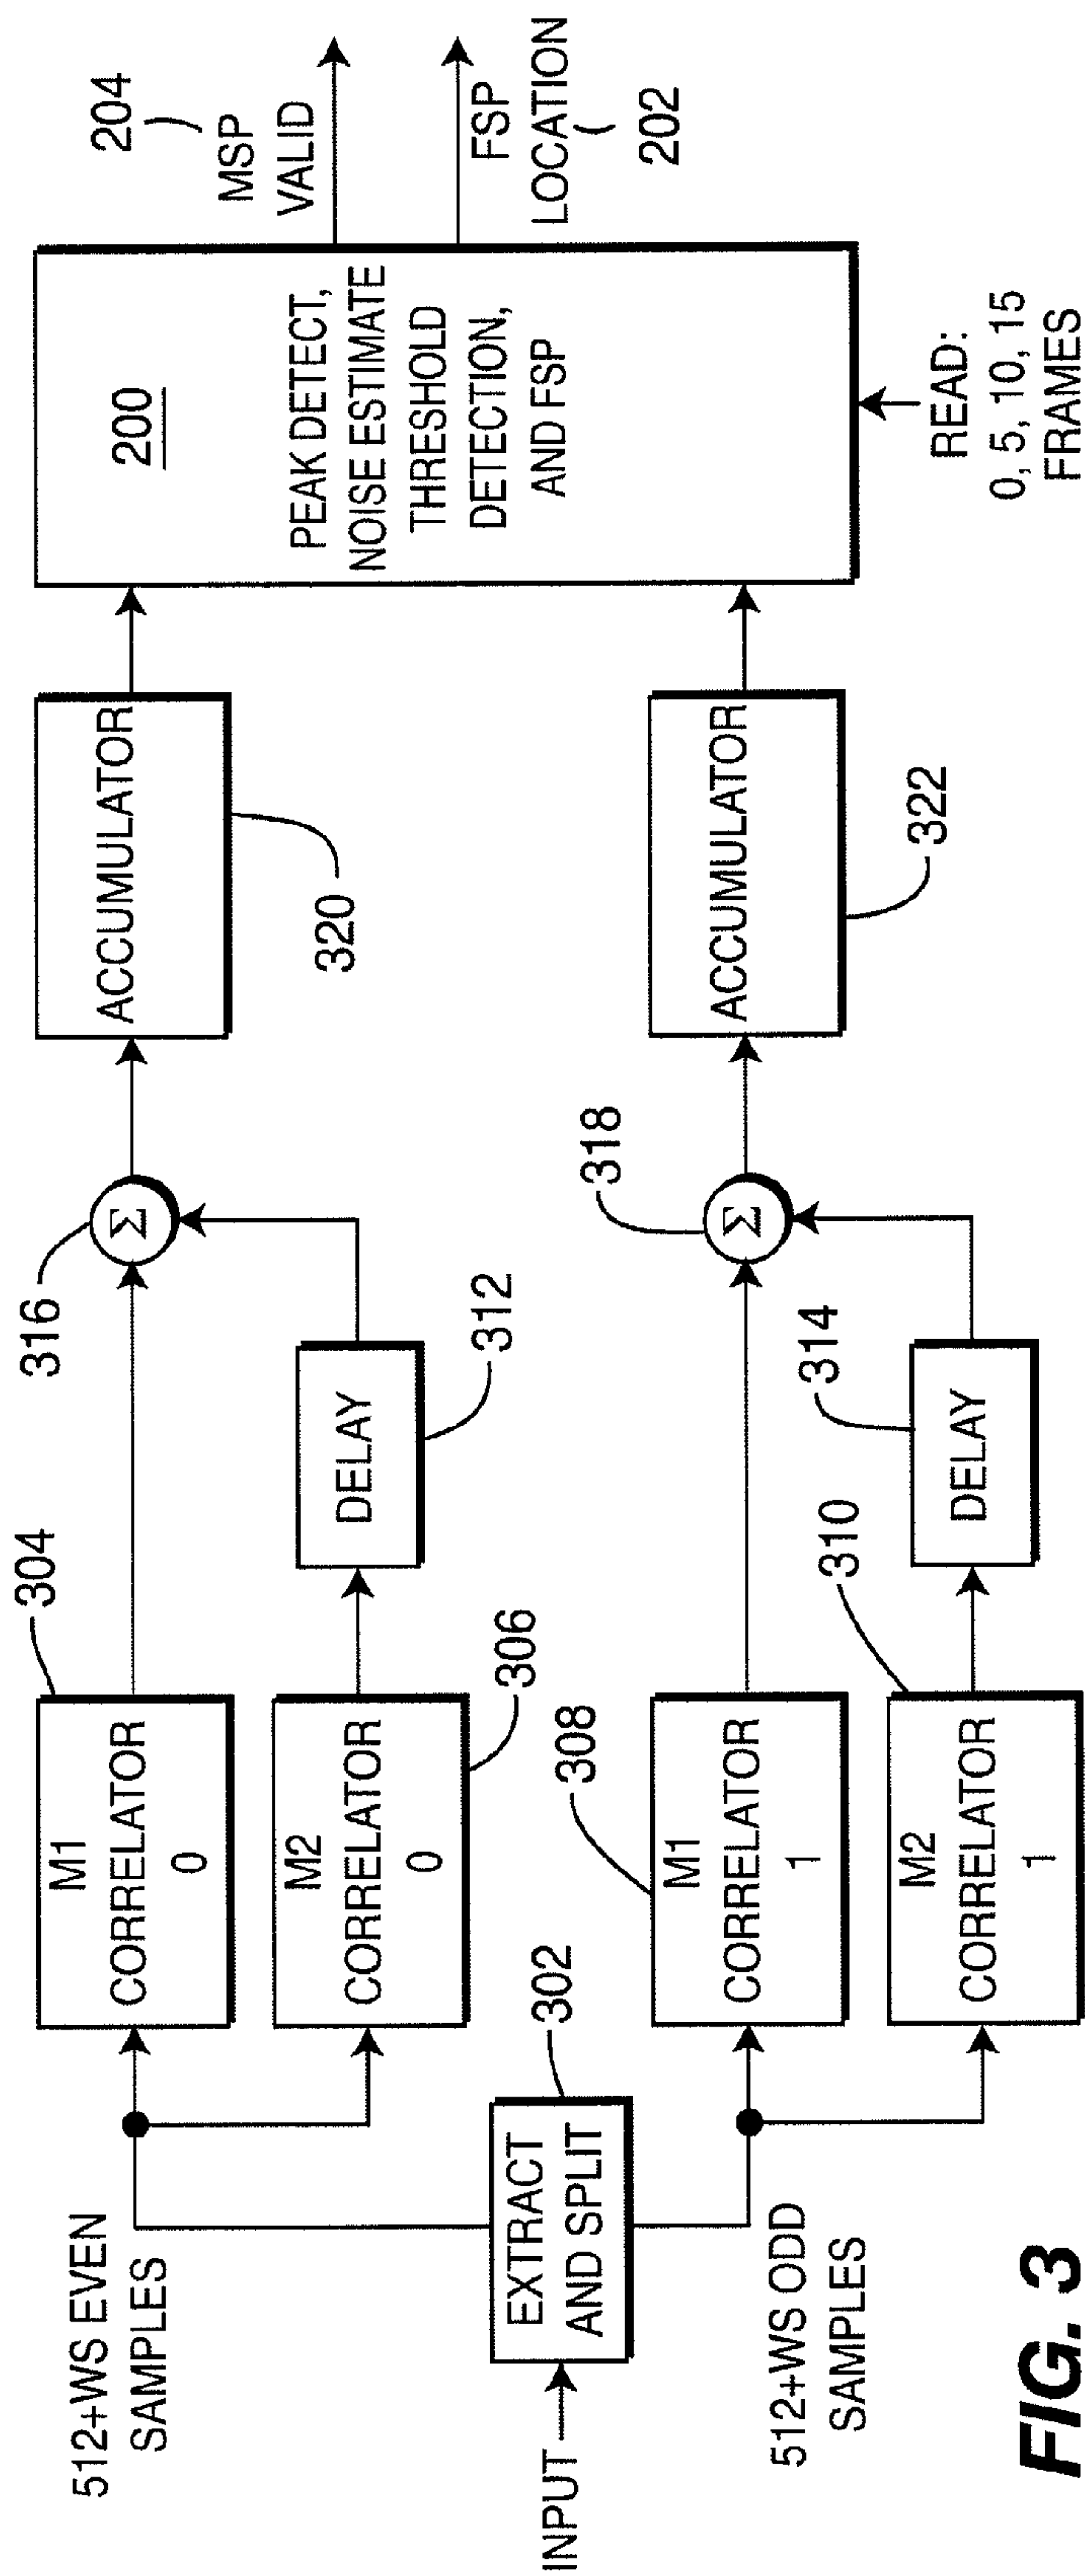 INPUT
EXTRACT
AND SPLIT
302
512+WS EVEN
SAMPLES
M1
CORRELATOR
0
304
M2
CORRELATOR
0
306
DELAY
312
Σ
316
ACCUMULATOR
320
512+WS ODD
SAMPLES
M1
CORRELATOR
1
308
M2
CORRELATOR
1
310
DELAY
314
Σ
318
ACCUMULATOR
322
200
PEAK DETECT,
NOISE ESTIMATE
THRESHOLD
DETECTION,
AND FSP
READ:
0, 5, 10, 15
FRAMES
204
MSP
VALID
FSP
LOCATION
202
FIG. 3